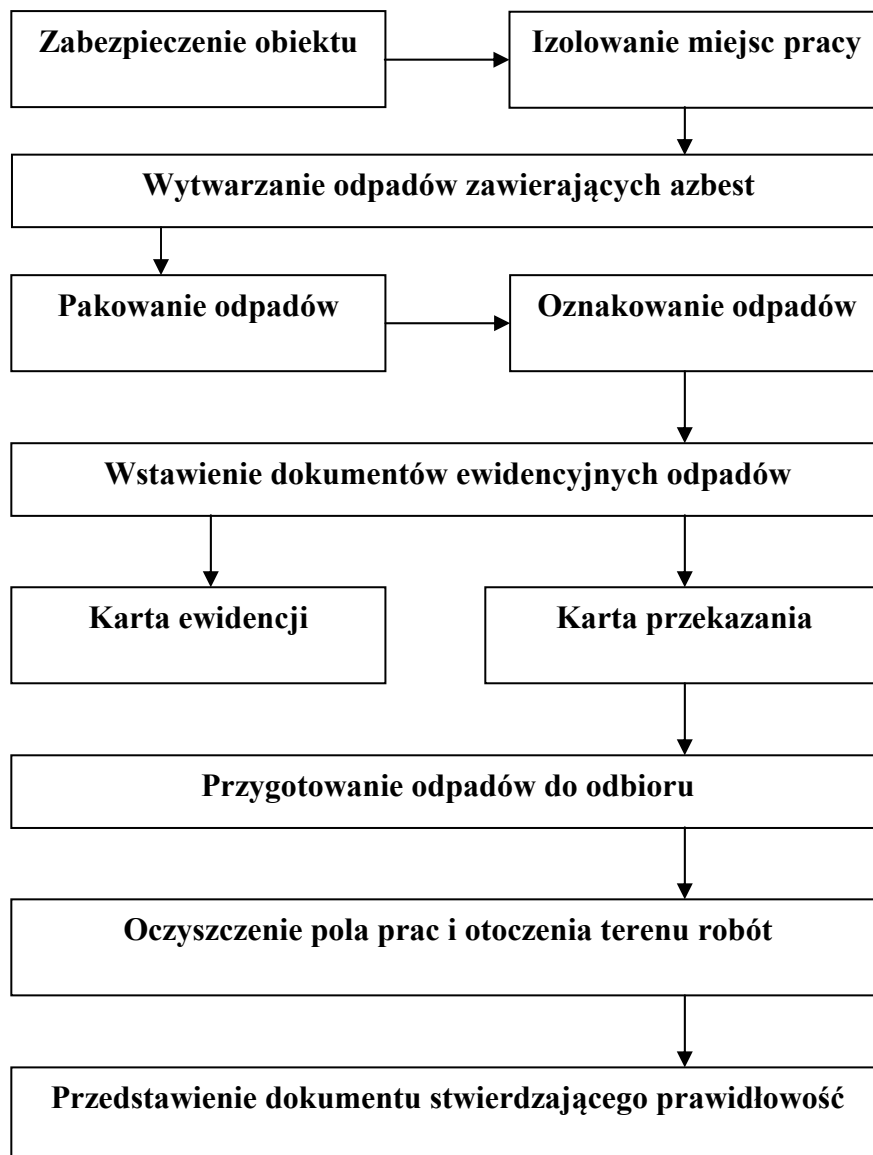 Zabezpieczenie obiektu
Izolowanie miejsc pracy
Wytwarzanie odpadów zawierających azbest
Pakowanie odpadów
Oznakowanie odpadów
Wstawienie dokumentów ewidencyjnych odpadów
Karta ewidencji
Karta przekazania
Przygotowanie odpadów do odbioru
Oczyszczenie pola prac i otoczenia terenu robót
Przedstawienie dokumentu stwierdzającego prawidłowość